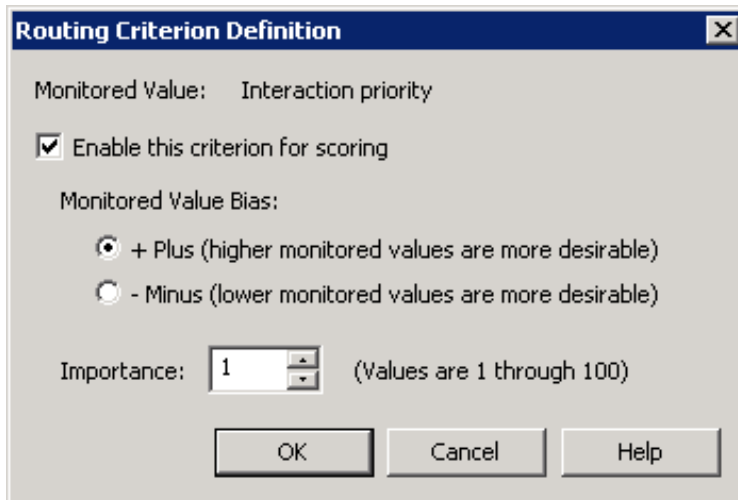 Routing Criterion Definition
Monitored Value: Interaction priority
Enable this criterion for scoring
Monitored Value Bias:
+ Plus (higher monitored values are more desirable)
- Minus (lower monitored values are more desirable)
Importance: 1 (Values are 1 through 100)
OK Cancel Help